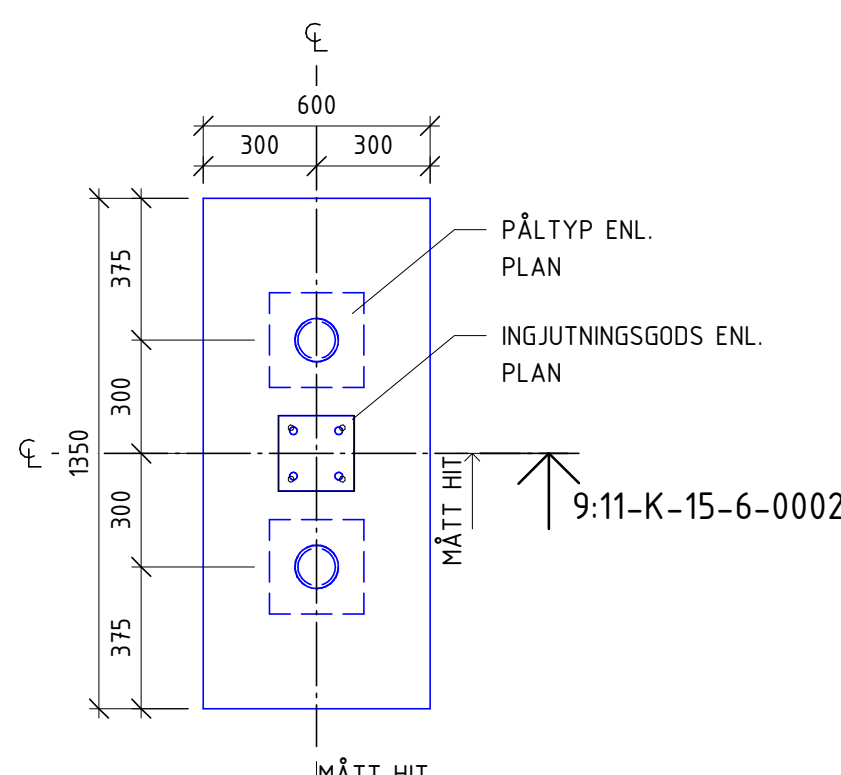 ℄
600
300 300
375
PÅLTYP ENL.
PLAN
INGJUTNINGSGODS ENL.
PLAN
300
℄
1350
MÅTT HIT
9:11-K-15-6-0002
300
375
MÅTT HIT